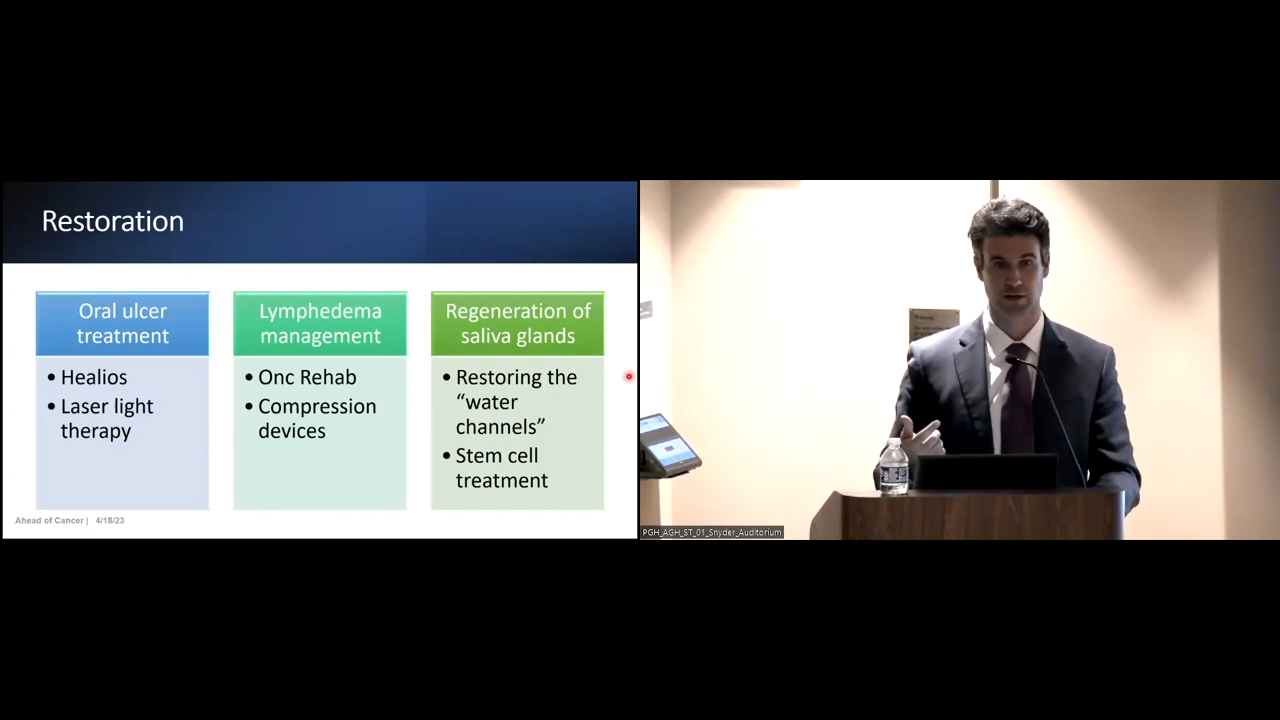 Restoration
Oral ulcer
treatment
• Healios
• Laser light
therapy
Lymphedema
management
• Onc Rehab
• Compression
devices
Regeneration of
saliva glands
• Restoring the
“water
channels”
• Stem cell
treatment
Ahead of Cancer | 4/18/23
PGH_AGH_ST_01_Snyder_Auditorium